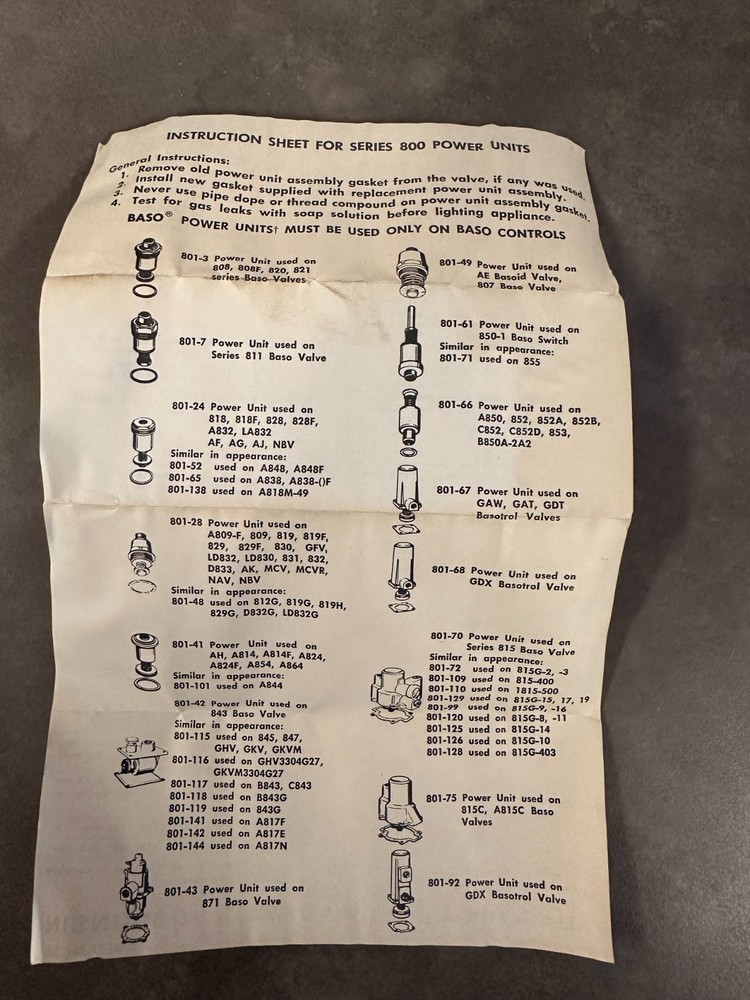 INSTRUCTION SHEET FOR SERIES 800 POWER UNITS
General Instructions:
1. Remove old power unit assembly gasket from the valve, if any was used.
2. Install new gasket supplied with replacement power unit assembly.
3. Never use pipe dope or thread compound on power unit assembly gasket.
4. Test for gas leaks with soap solution before lighting appliance.
BASO® POWER UNITS† MUST BE USED ONLY ON BASO CONTROLS
801-3 Power Unit used on
808, 808F, 820, 821
series Baso Valves
801-7 Power Unit used on
Series 811 Baso Valve
801-24 Power Unit used on
818, 818F, 828, 828F,
A832, LA832
AF, AG, AJ, NBV
Similar in appearance:
801-52 used on A848, A848F
801-65 used on A838, A838-()F
801-138 used on A818M-49
801-28 Power Unit used on
A809-F, 809, 819, 819F,
829, 829F, 830, GFV,
LD832, LD830, 831, 832,
D833, AK, MCV, MCVR,
NAV, NBV
Similar in appearance:
801-48 used on 812G, 819G, 819H,
829G, D832G, LD832G
801-41 Power Unit used on
AH, A814, A814F, A824,
A824F, A854, A864
Similar in appearance:
801-101 used on A844
801-42 Power Unit used on
843 Baso Valve
Similar in appearance:
801-115 used on 845, 847,
GHV, GKV, GKVM
801-116 used on GHV3304G27,
GKVM3304G27
801-117 used on B843, C843
801-118 used on B843G
801-119 used on 843G
801-141 used on A817F
801-142 used on A817E
801-144 used on A817N
801-43 Power Unit used on
871 Baso Valve
801-49 Power Unit used on
AE Basoid Valve,
807 Baso Valve
801-61 Power Unit used on
850-1 Baso Switch
Similar in appearance:
801-71 used on 855
801-66 Power Unit used on
A850, 852, 852A, 852B,
C852, C852D, 853,
B850A-2A2
801-67 Power Unit used on
GAW, GAT, GDT
Basotrol Valves
801-68 Power Unit used on
GDX Basotrol Valve
801-70 Power Unit used on
Series 815 Baso Valve
Similar in appearance:
801-72 used on 815G-2, -3
801-109 used on 815-400
801-110 used on 1815-500
801-129 used on 815G-15, 17, 19
801-99 used on 815G-9, -16
801-120 used on 815G-8, -11
801-125 used on 815G-14
801-126 used on 815G-10
801-128 used on 815G-403
801-75 Power Unit used on
815C, A815C Baso
Valves
801-92 Power Unit used on
GDX Basotrol Valve